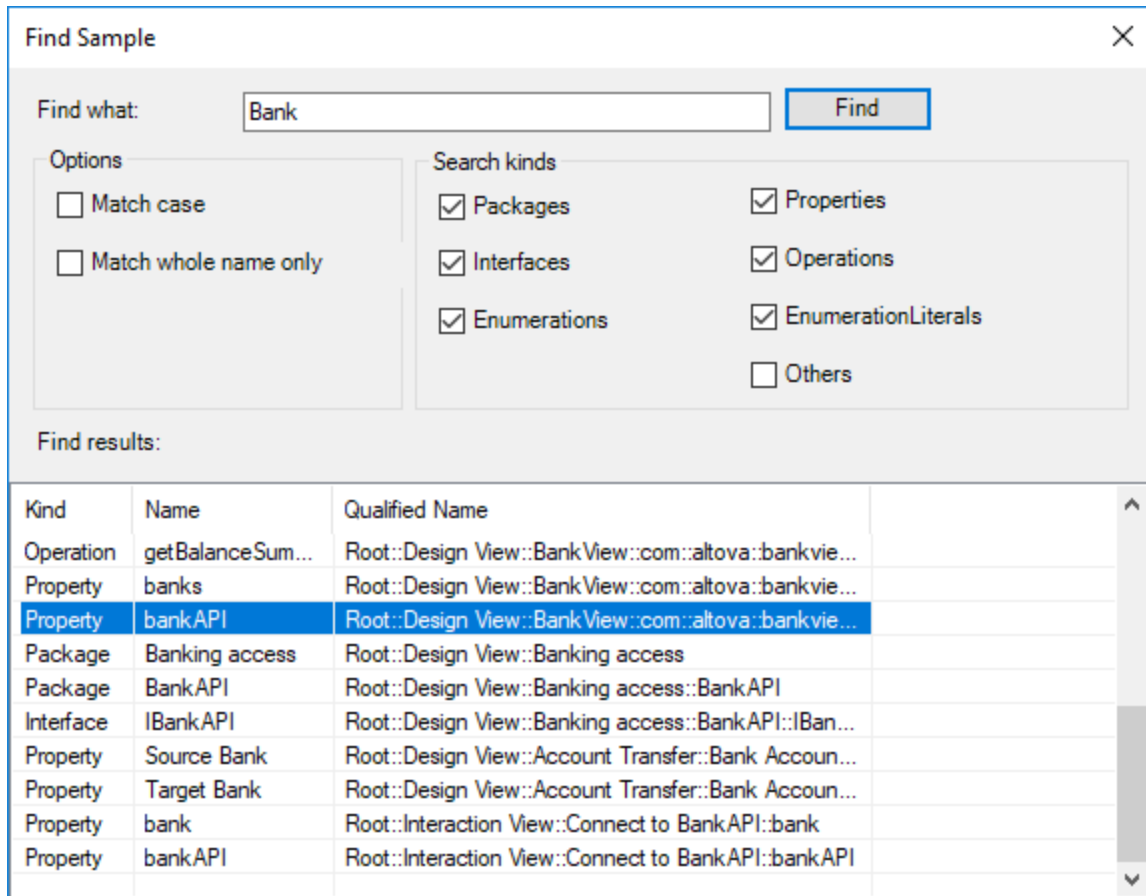 Find Sample
Find what: Bank Find
Options Search kinds
Match case Packages Properties
Match whole name only Interfaces Operations
Enumerations EnumerationLiterals
Others
Find results:
Kind Name Qualified Name
Operation getBalanceSum... Root::Design View::BankView::com::altova::bankvie...
Property banks Root::Design View::BankView::com::altova::bankvie...
Property bankAPI Root::Design View::BankView::com::altova::bankvie...
Package Banking access Root::Design View::Banking access
Package BankAPI Root::Design View::Banking access::BankAPI
Interface IBankAPI Root::Design View::Banking access::BankAPI::IBan...
Property Source Bank Root::Design View::Account Transfer::Bank Accoun...
Property Target Bank Root::Design View::Account Transfer::Bank Accoun...
Property bank Root::Interaction View::Connect to BankAPI::bank
Property bankAPI Root::Interaction View::Connect to BankAPI::bankAPI